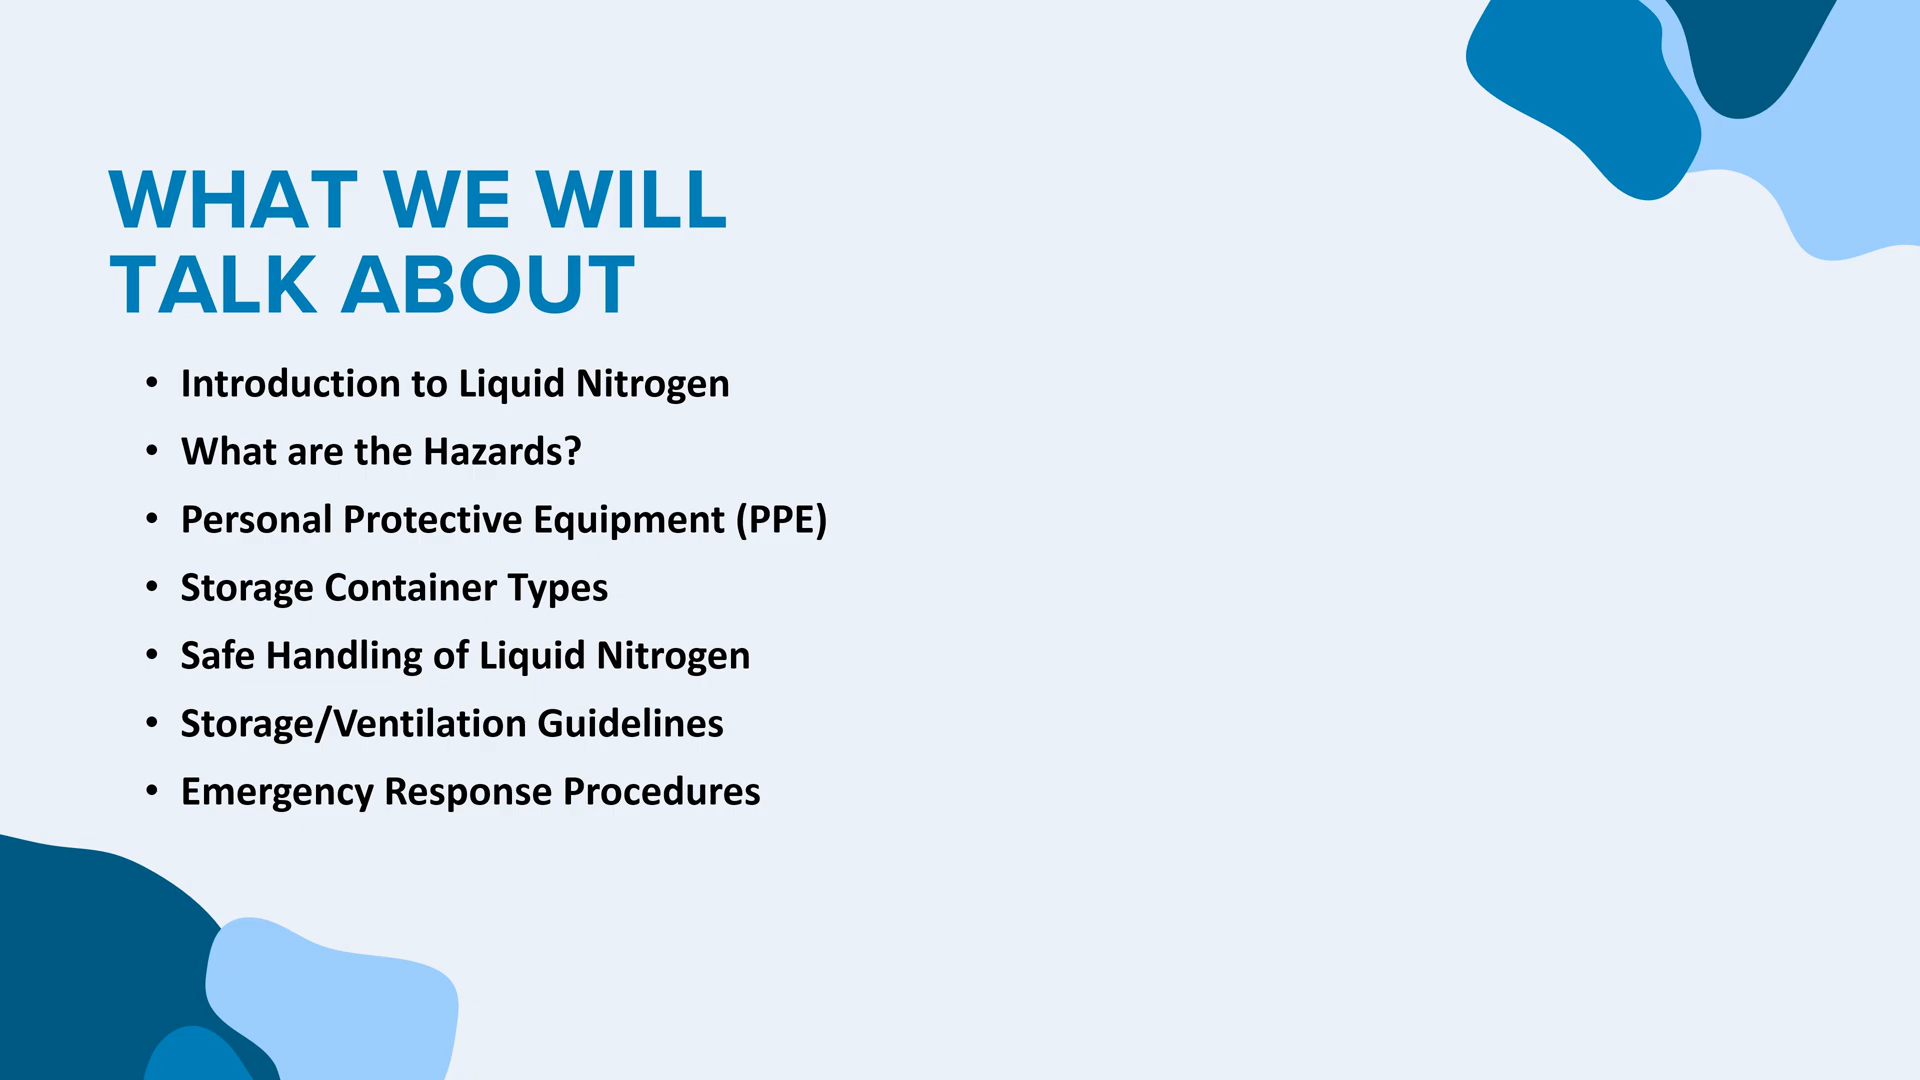 WHAT WE WILL
TALK ABOUT
• Introduction to Liquid Nitrogen
• What are the Hazards?
• Personal Protective Equipment (PPE)
• Storage Container Types
• Safe Handling of Liquid Nitrogen
• Storage/Ventilation Guidelines
• Emergency Response Procedures